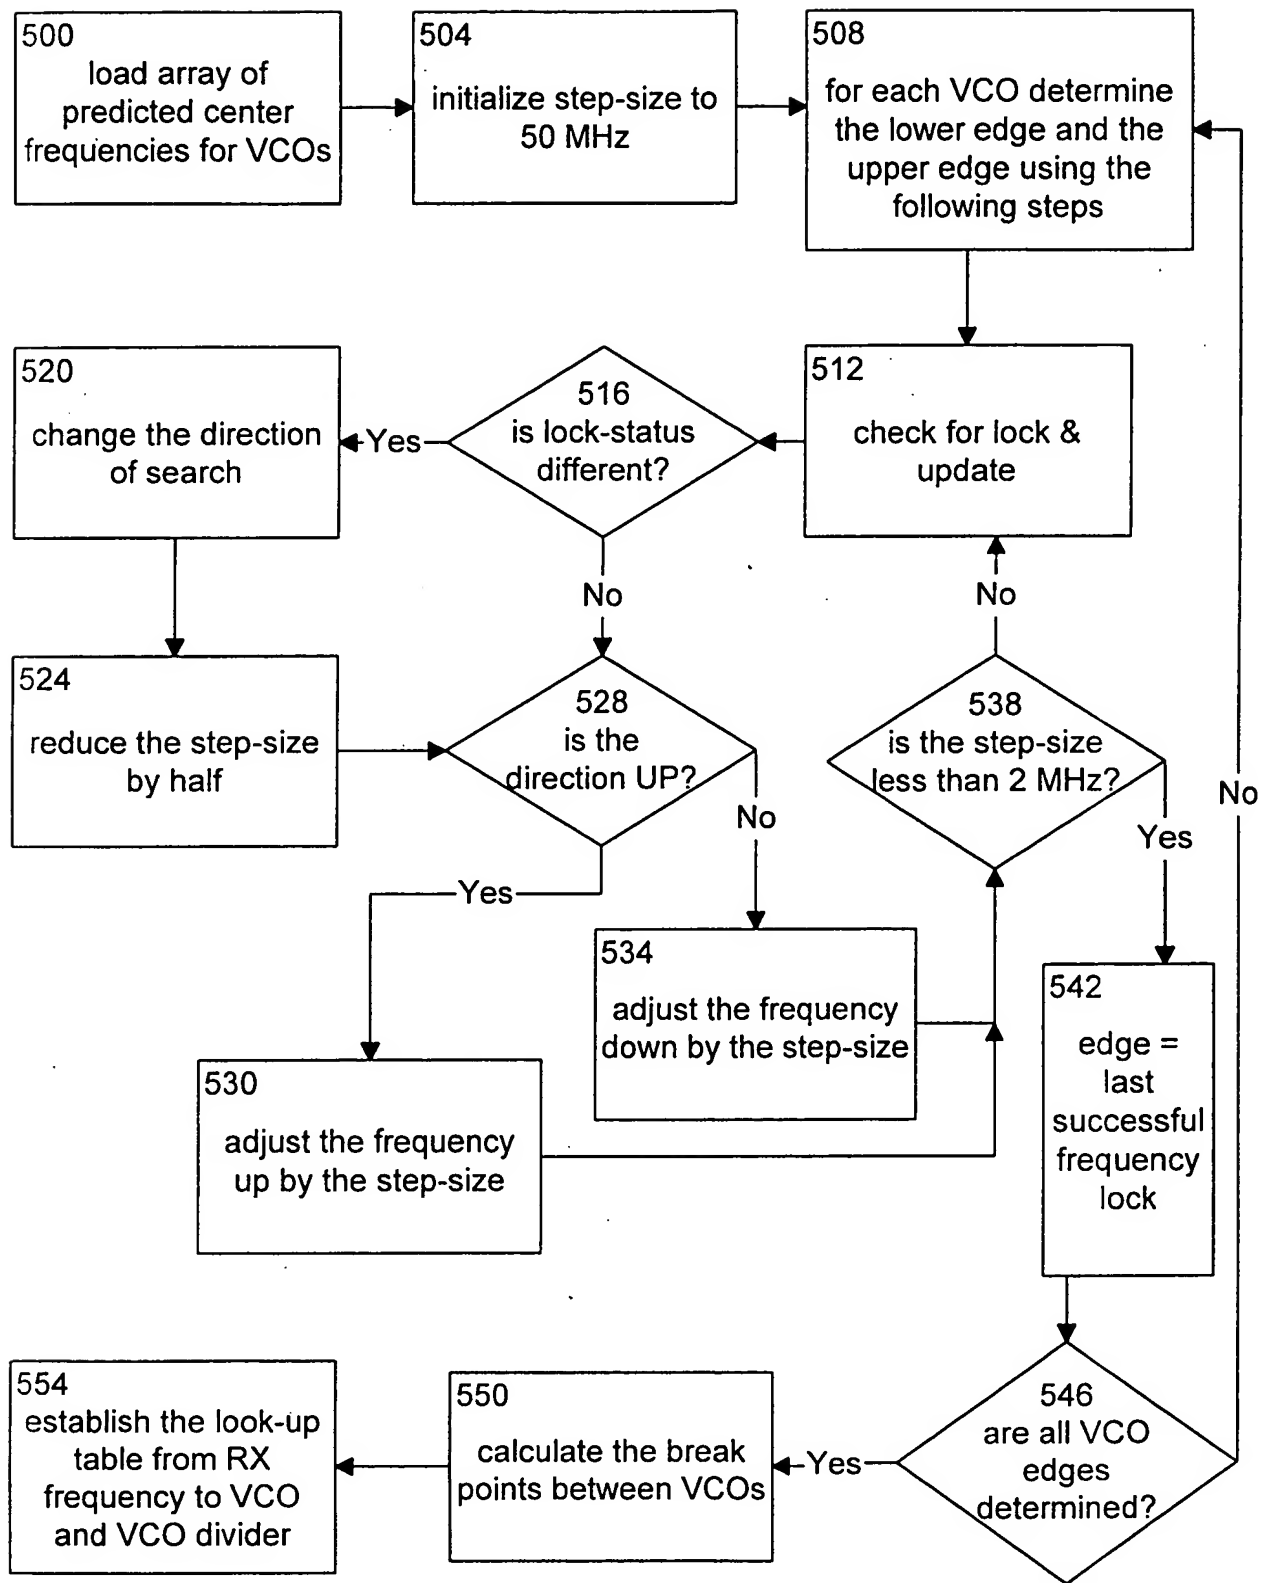 500
load array of
predicted center
frequencies for VCOs
504
initialize step-size to
50 MHz
508
for each VCO determine
the lower edge and the
upper edge using the
following steps
520
change the direction
of search
Yes
516
is lock-status
different?
512
check for lock &
update
No
No
524
reduce the step-size
by half
528
is the
direction UP?
538
is the step-size
less than 2 MHz?
No
No
Yes
Yes
534
adjust the frequency
down by the step-size
542
edge =
last
successful
frequency
lock
530
adjust the frequency
up by the step-size
554
establish the look-up
table from RX
frequency to VCO
and VCO divider
550
calculate the break
points between VCOs
Yes
546
are all VCO
edges
determined?